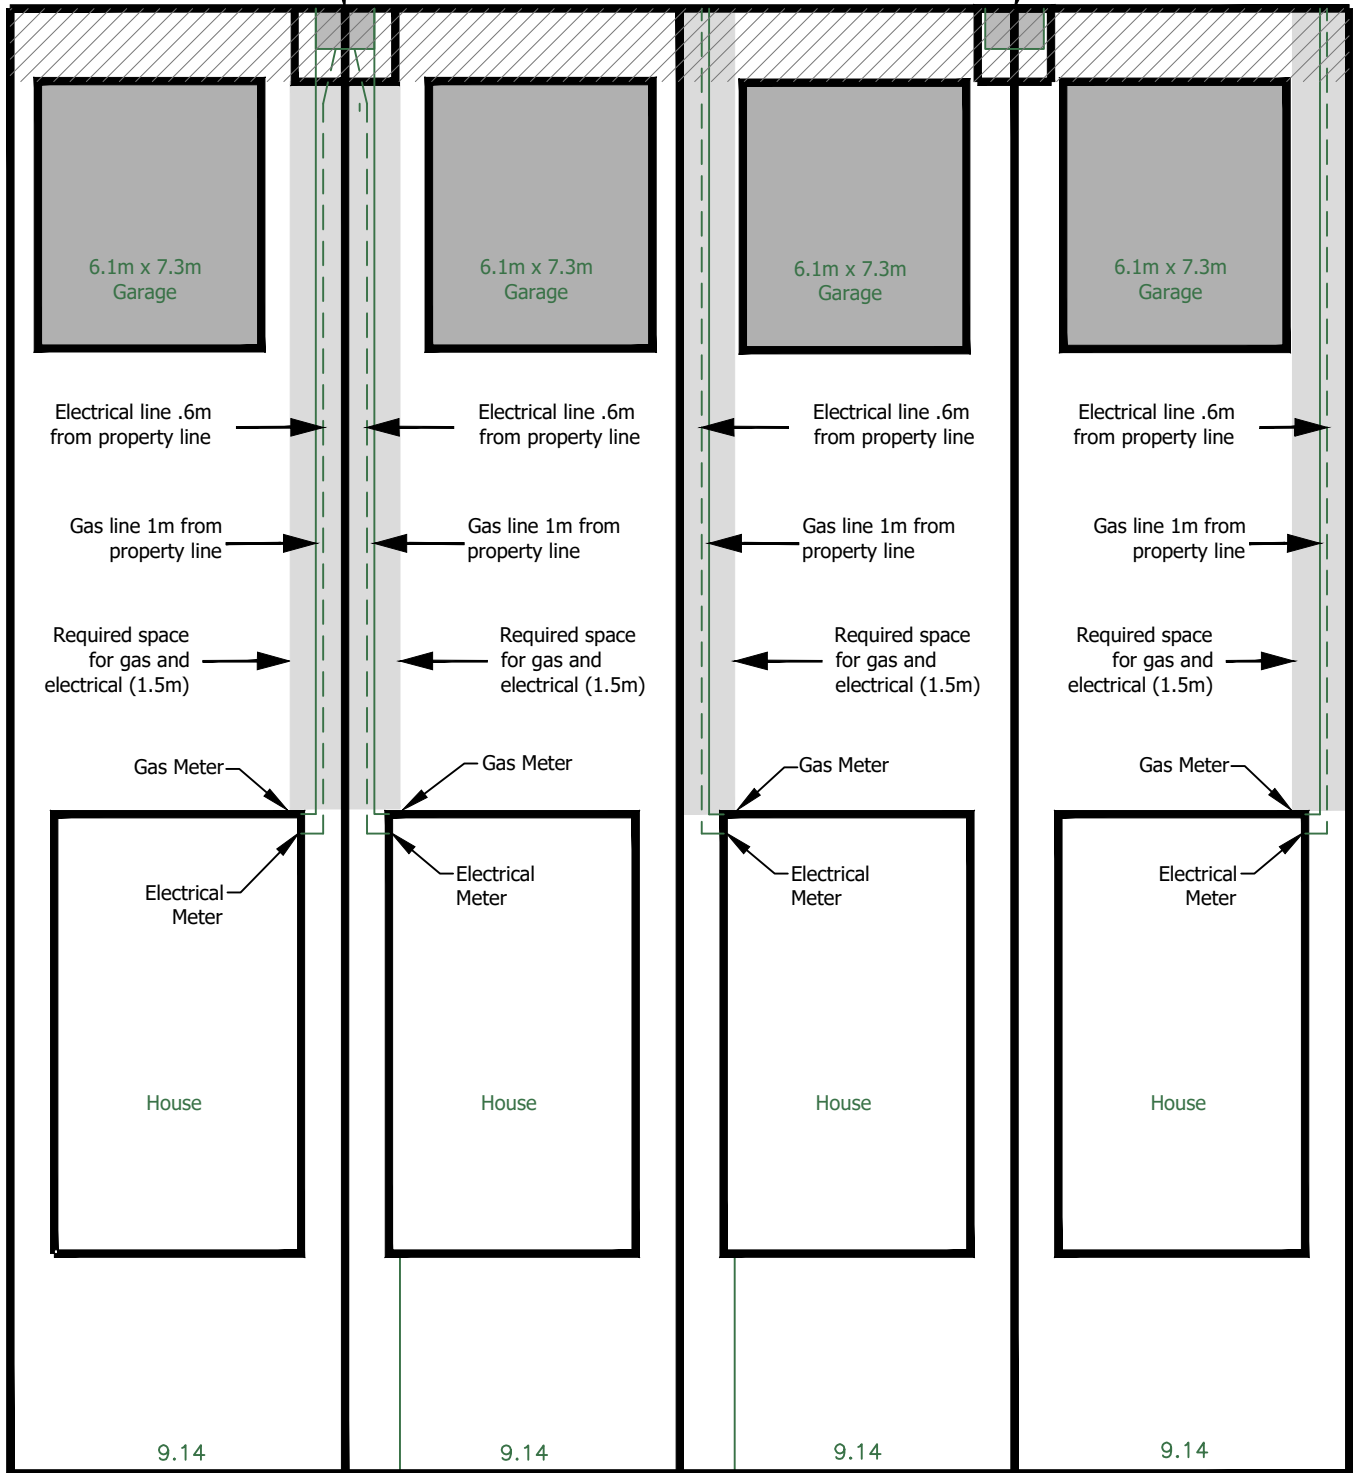 6.1m x 7.3m
Garage
6.1m x 7.3m
Garage
6.1m x 7.3m
Garage
6.1m x 7.3m
Garage
Electrical line .6m
from property line
Electrical line .6m
from property line
Electrical line .6m
from property line
Electrical line .6m
from property line
Gas line 1m from
property line
Gas line 1m from
property line
Gas line 1m from
property line
Gas line 1m from
property line
Required space
for gas and
electrical (1.5m)
Required space
for gas and
electrical (1.5m)
Required space
for gas and
electrical (1.5m)
Required space
for gas and
electrical (1.5m)
Gas Meter
Gas Meter
Gas Meter
Gas Meter
Electrical
Meter
Electrical
Meter
Electrical
Meter
Electrical
Meter
House
House
House
House
9.14
9.14
9.14
9.14